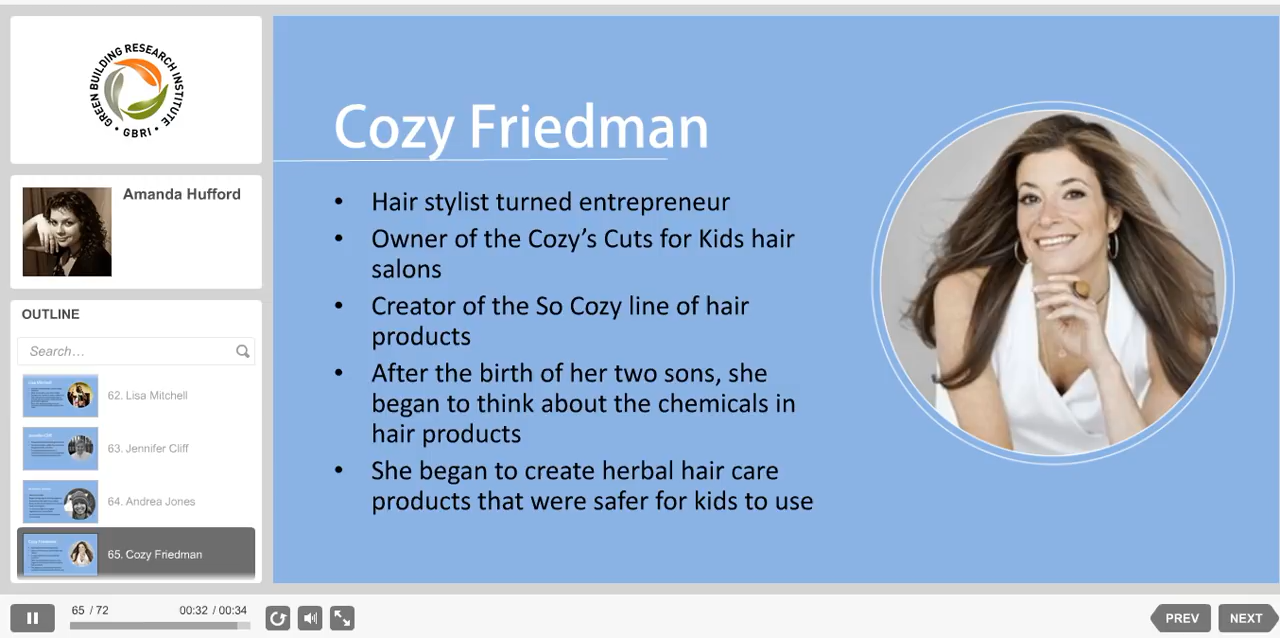 GREEN BUILDING RESEARCH INSTITUTE
• GBRI •
Amanda Hufford
OUTLINE
Search...
62. Lisa Mitchell
63. Jennifer Cliff
64. Andrea Jones
65. Cozy Friedman
Cozy Friedman
• Hair stylist turned entrepreneur
• Owner of the Cozy’s Cuts for Kids hair
salons
• Creator of the So Cozy line of hair
products
• After the birth of her two sons, she
began to think about the chemicals in
hair products
• She began to create herbal hair care
products that were safer for kids to use
65 / 72
00:32 / 00:34
PREV
NEXT